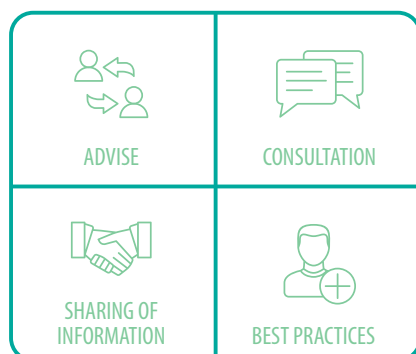 ADVISE
CONSULTATION
SHARING OF
INFORMATION
BEST PRACTICES